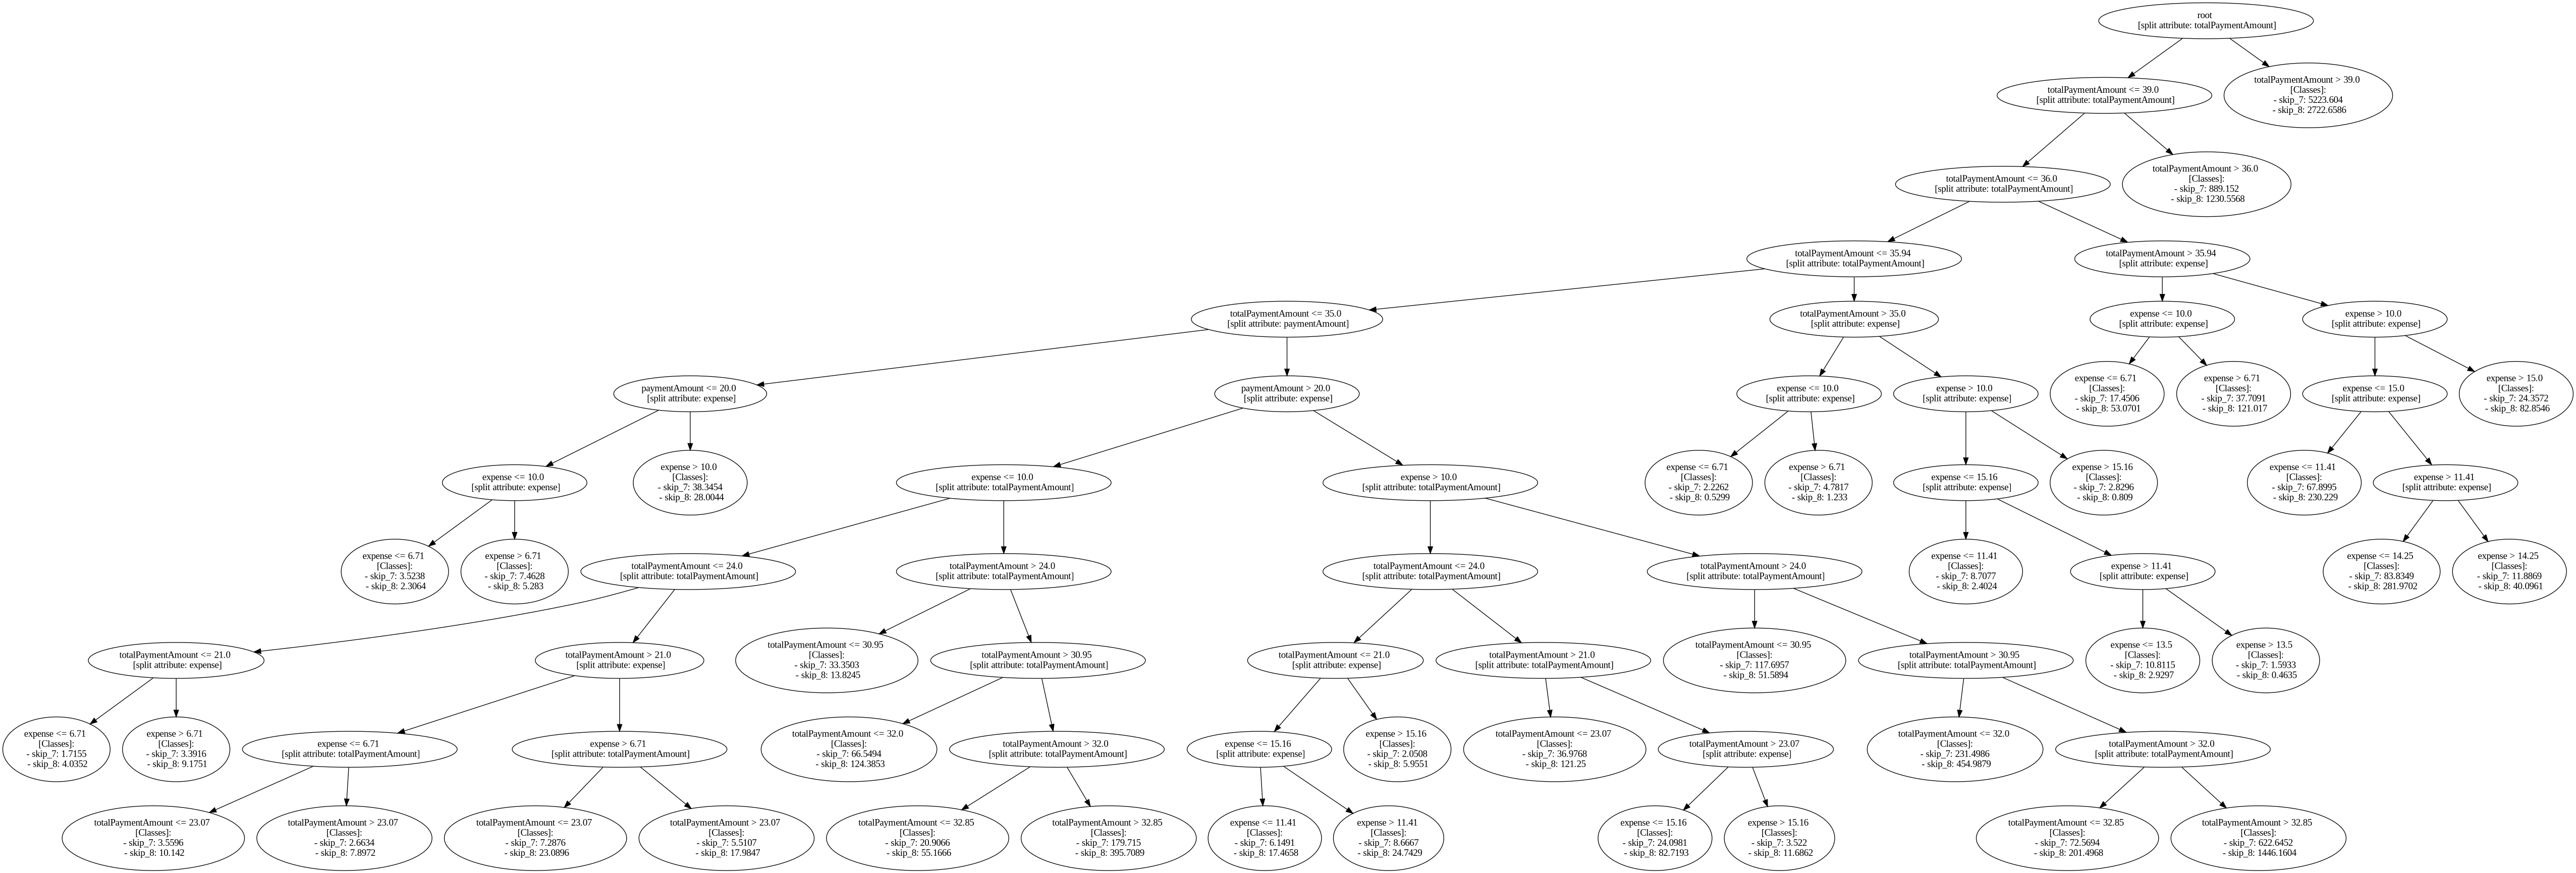 root
[split attribute: totalPaymentAmount]
totalPaymentAmount <= 39.0
[split attribute: totalPaymentAmount]
totalPaymentAmount > 39.0
[Classes]:
- skip_7: 5223.604
- skip_8: 2722.6586
totalPaymentAmount <= 36.0
[split attribute: totalPaymentAmount]
totalPaymentAmount > 36.0
[Classes]:
- skip_7: 889.152
- skip_8: 1230.5568
totalPaymentAmount <= 35.94
[split attribute: totalPaymentAmount]
totalPaymentAmount > 35.94
[split attribute: expense]
totalPaymentAmount <= 35.0
[split attribute: paymentAmount]
totalPaymentAmount > 35.0
[split attribute: expense]
expense <= 10.0
[split attribute: expense]
expense > 10.0
[split attribute: expense]
paymentAmount <= 20.0
[split attribute: expense]
paymentAmount > 20.0
[split attribute: expense]
expense <= 10.0
[split attribute: expense]
expense > 10.0
[split attribute: expense]
expense <= 6.71
[Classes]:
- skip_7: 17.4506
- skip_8: 53.0701
expense > 6.71
[Classes]:
- skip_7: 37.7091
- skip_8: 121.017
expense <= 15.0
[split attribute: expense]
expense > 15.0
[Classes]:
- skip_7: 24.3572
- skip_8: 82.8546
expense <= 10.0
[split attribute: expense]
expense > 10.0
[Classes]:
- skip_7: 38.3454
- skip_8: 28.0044
expense <= 10.0
[split attribute: totalPaymentAmount]
expense > 10.0
[split attribute: totalPaymentAmount]
expense <= 6.71
[Classes]:
- skip_7: 2.2262
- skip_8: 0.5299
expense > 6.71
[Classes]:
- skip_7: 4.7817
- skip_8: 1.233
expense <= 15.16
[split attribute: expense]
expense > 15.16
[Classes]:
- skip_7: 2.8296
- skip_8: 0.809
expense <= 11.41
[Classes]:
- skip_7: 67.8995
- skip_8: 230.229
expense > 11.41
[split attribute: expense]
expense <= 6.71
[Classes]:
- skip_7: 3.5238
- skip_8: 2.3064
expense > 6.71
[Classes]:
- skip_7: 7.4628
- skip_8: 5.283
totalPaymentAmount <= 24.0
[split attribute: totalPaymentAmount]
totalPaymentAmount > 24.0
[split attribute: totalPaymentAmount]
totalPaymentAmount <= 24.0
[split attribute: totalPaymentAmount]
totalPaymentAmount > 24.0
[split attribute: totalPaymentAmount]
expense <= 11.41
[Classes]:
- skip_7: 8.7077
- skip_8: 2.4024
expense > 11.41
[split attribute: expense]
expense <= 14.25
[Classes]:
- skip_7: 83.8349
- skip_8: 281.9702
expense > 14.25
[Classes]:
- skip_7: 11.8869
- skip_8: 40.0961
totalPaymentAmount <= 21.0
[split attribute: expense]
totalPaymentAmount > 21.0
[split attribute: expense]
totalPaymentAmount <= 30.95
[Classes]:
- skip_7: 33.3503
- skip_8: 13.8245
totalPaymentAmount > 30.95
[split attribute: totalPaymentAmount]
totalPaymentAmount <= 21.0
[split attribute: expense]
totalPaymentAmount > 21.0
[split attribute: totalPaymentAmount]
totalPaymentAmount <= 30.95
[Classes]:
- skip_7: 117.6957
- skip_8: 51.5894
totalPaymentAmount > 30.95
[split attribute: totalPaymentAmount]
expense <= 13.5
[Classes]:
- skip_7: 10.8115
- skip_8: 2.9297
expense > 13.5
[Classes]:
- skip_7: 1.5933
- skip_8: 0.4635
expense <= 6.71
[Classes]:
- skip_7: 1.7155
- skip_8: 4.0352
expense > 6.71
[Classes]:
- skip_7: 3.3916
- skip_8: 9.1751
expense <= 6.71
[split attribute: totalPaymentAmount]
expense > 6.71
[split attribute: totalPaymentAmount]
totalPaymentAmount <= 32.0
[Classes]:
- skip_7: 66.5494
- skip_8: 124.3853
totalPaymentAmount > 32.0
[split attribute: totalPaymentAmount]
expense <= 15.16
[split attribute: expense]
expense > 15.16
[Classes]:
- skip_7: 2.0508
- skip_8: 5.9551
totalPaymentAmount <= 23.07
[Classes]:
- skip_7: 36.9768
- skip_8: 121.25
totalPaymentAmount > 23.07
[split attribute: expense]
totalPaymentAmount <= 32.0
[Classes]:
- skip_7: 231.4986
- skip_8: 454.9879
totalPaymentAmount > 32.0
[split attribute: totalPaymentAmount]
totalPaymentAmount <= 23.07
[Classes]:
- skip_7: 3.5596
- skip_8: 10.142
totalPaymentAmount > 23.07
[Classes]:
- skip_7: 2.6634
- skip_8: 7.8972
totalPaymentAmount <= 23.07
[Classes]:
- skip_7: 7.2876
- skip_8: 23.0896
totalPaymentAmount > 23.07
[Classes]:
- skip_7: 5.5107
- skip_8: 17.9847
totalPaymentAmount <= 32.85
[Classes]:
- skip_7: 20.9066
- skip_8: 55.1666
totalPaymentAmount > 32.85
[Classes]:
- skip_7: 179.715
- skip_8: 395.7089
expense <= 11.41
[Classes]:
- skip_7: 6.1491
- skip_8: 17.4658
expense > 11.41
[Classes]:
- skip_7: 8.6667
- skip_8: 24.7429
expense <= 15.16
[Classes]:
- skip_7: 24.0981
- skip_8: 82.7193
expense > 15.16
[Classes]:
- skip_7: 3.522
- skip_8: 11.6862
totalPaymentAmount <= 32.85
[Classes]:
- skip_7: 72.5694
- skip_8: 201.4968
totalPaymentAmount > 32.85
[Classes]:
- skip_7: 622.6452
- skip_8: 1446.1604